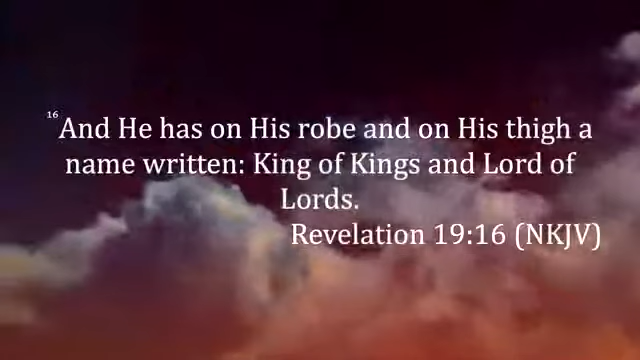 16And He has on His robe and on His thigh a
name written: King of Kings and Lord of
Lords.
Revelation 19:16 (NKJV)